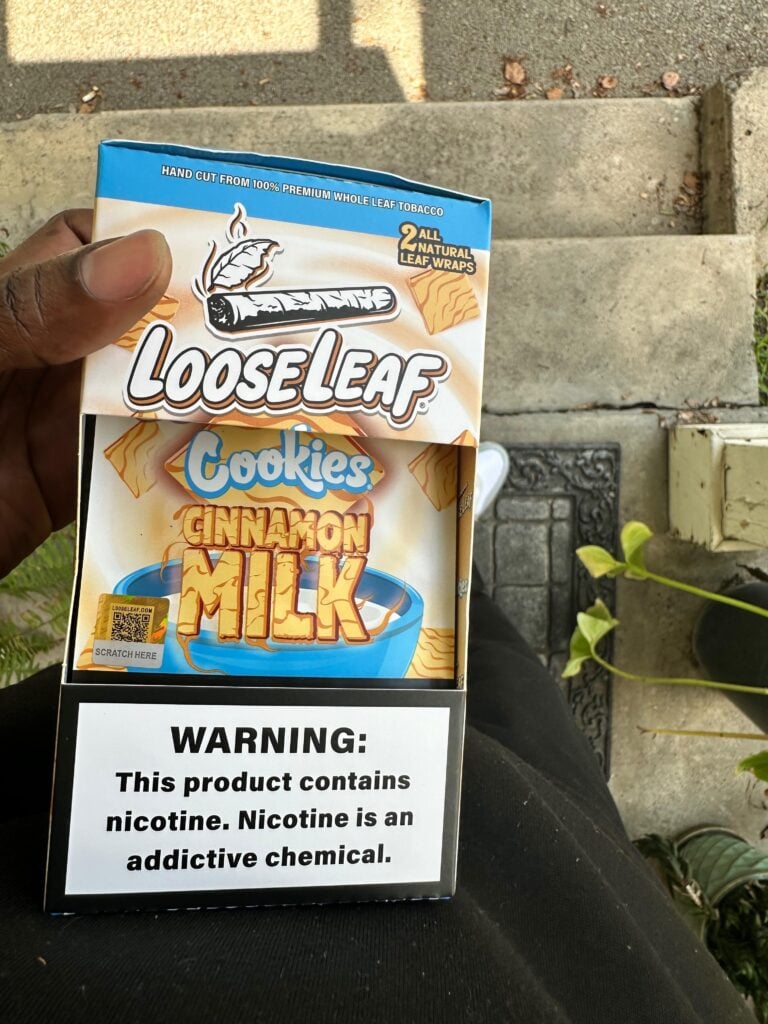 HAND CUT FROM 100% PREMIUM WHOLE LEAF TOBACCO
2 ALL
NATURAL
LEAF WRAPS
LOOSELEAF®
Cookies
CINNAMON
MILK
LOOSELEAF.COM
SCRATCH HERE
WARNING:
This product contains
nicotine. Nicotine is an
addictive chemical.